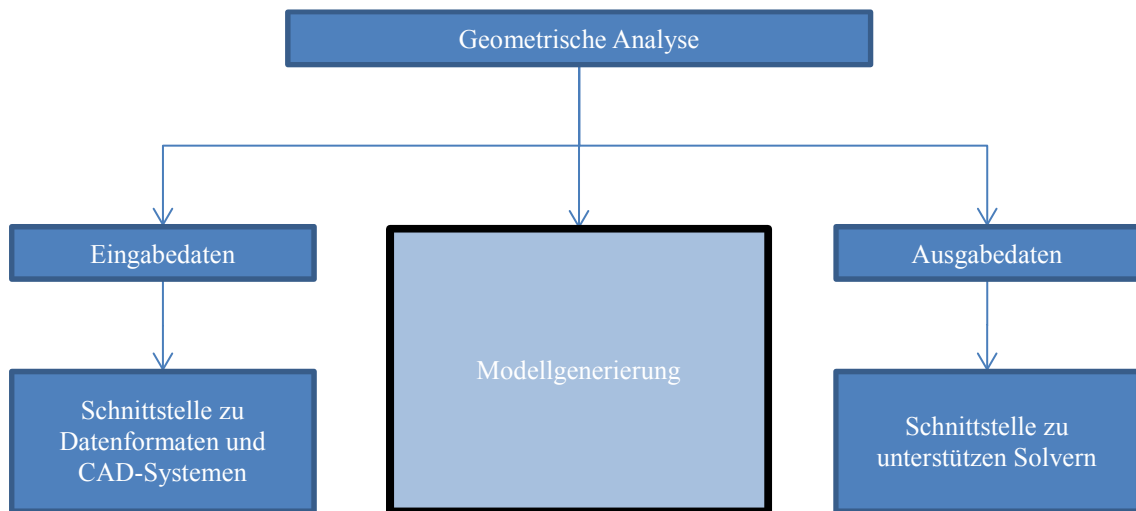 Geometrische Analyse
Eingabedaten
Ausgabedaten
Modellgenerierung
Schnittstelle zu
Datenformaten und
CAD-Systemen
Schnittstelle zu
unterstützen Solvern